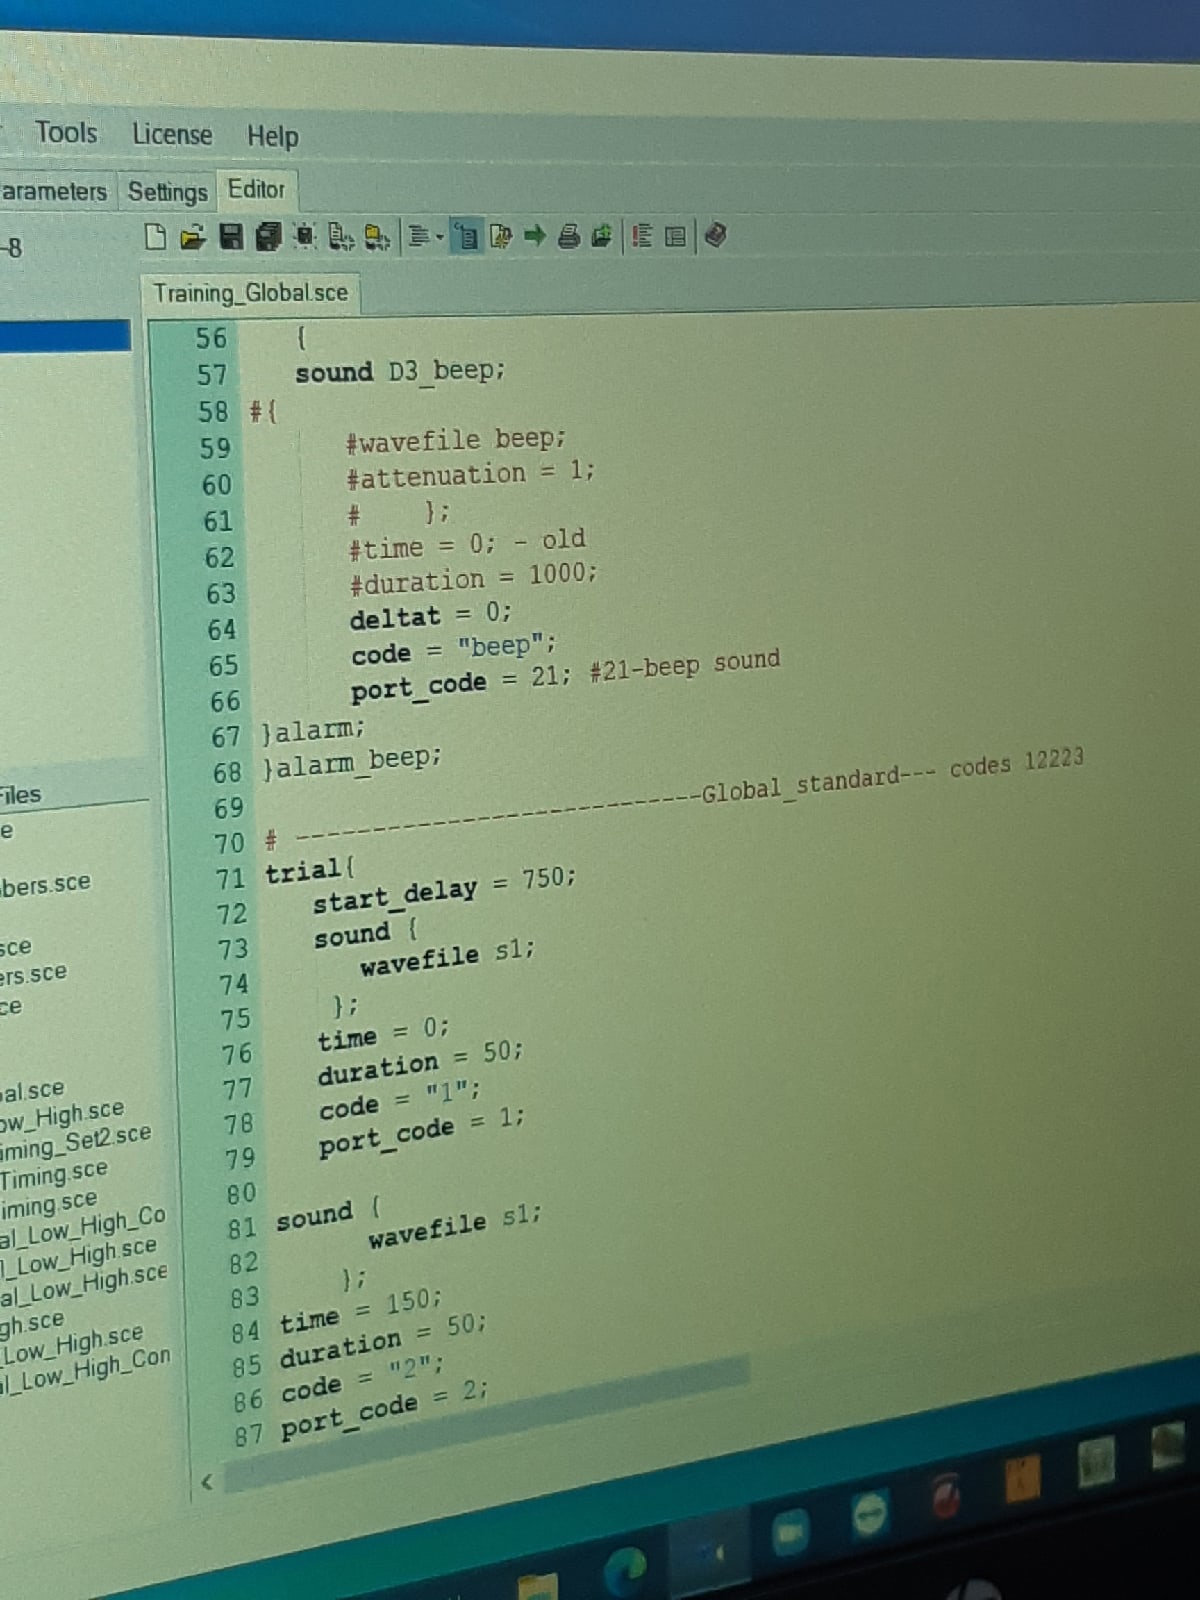 Tools License Help
arameters Settings Editor
-8
Training_Global.sce
56 {
57 sound D3_beep;
58 #{
59 #wavefile beep;
60 #attenuation = 1;
61 # };
62 #time = 0; - old
63 #duration = 1000;
64 deltat = 0;
65 code = "beep";
66 port_code = 21; #21-beep sound
67 }alarm;
68 }alarm_beep;
69
70 # ---------------------------Global_standard--- codes 12223
71 trial{
72 start_delay = 750;
73 sound {
74 wavefile s1;
75 };
76 time = 0;
77 duration = 50;
78 code = "1";
79 port_code = 1;
80
81 sound {
82 wavefile s1;
83 };
84 time = 150;
85 duration = 50;
86 code = "2";
87 port_code = 2;
Files
e
bers.sce
sce
ers.sce
ce
al.sce
ow_High.sce
iming_Set2.sce
Timing.sce
iming.sce
al_Low_High_Co
l_Low_High.sce
al_Low_High.sce
gh.sce
_Low_High.sce
l_Low_High_Con